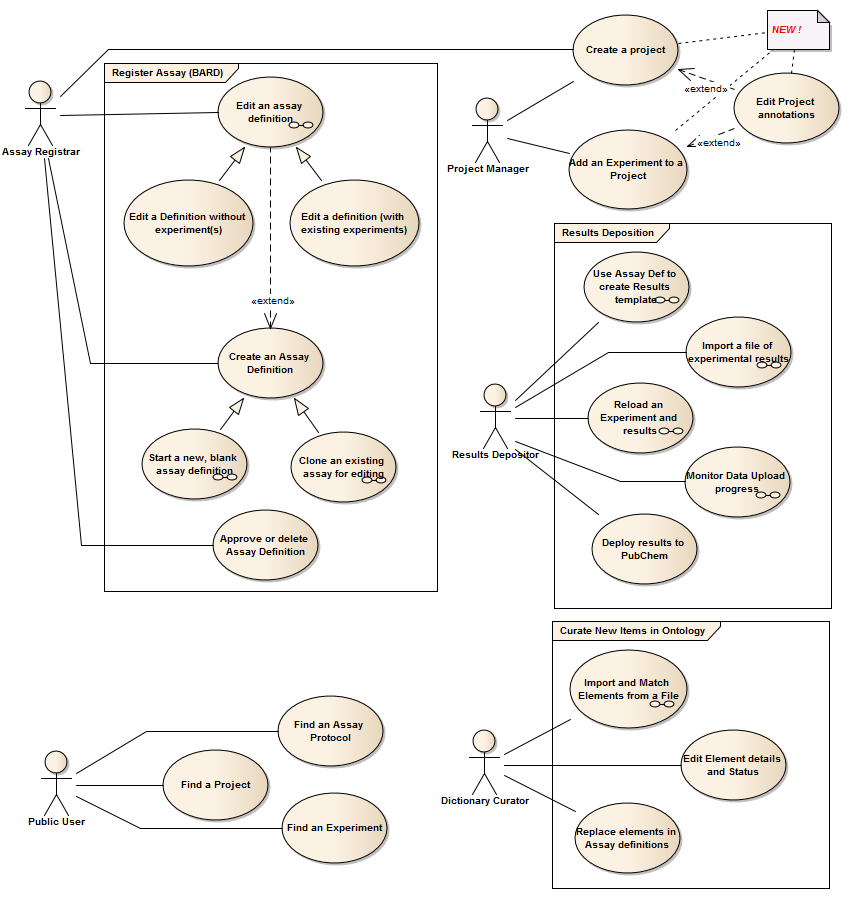 NEW !
Create a project
Register Assay (BARD)
Edit an assay
definition
Assay Registrar
Edit Project
annotations
«extend»
«extend»
Project Manager
Add an Experiment to a
Project
Edit a Definition without
experiment(s)
Edit a definition (with
existing experiments)
«extend»
Create an Assay
Definition
Start a new, blank
assay definition
Clone an existing
assay for editing
Approve or delete
Assay Definition
Results Deposition
Use Assay Def to
create Results
template
Import a file of
experimental results
Reload an
Experiment and
results
Results Depositor
Monitor Data Upload
progress
Deploy results to
PubChem
Curate New Items in Ontology
Import and Match
Elements from a File
Edit Element details
and Status
Dictionary Curator
Replace elements in
Assay definitions
Find an Assay
Protocol
Find a Project
Public User
Find an Experiment